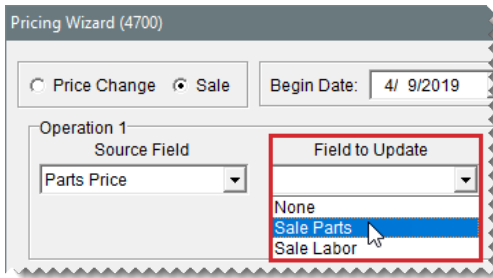 Pricing Wizard (4700)
Price Change Sale Begin Date: 4/ 9/2019
Operation 1
Source Field Field to Update
Parts Price
None
Sale Parts
Sale Labor